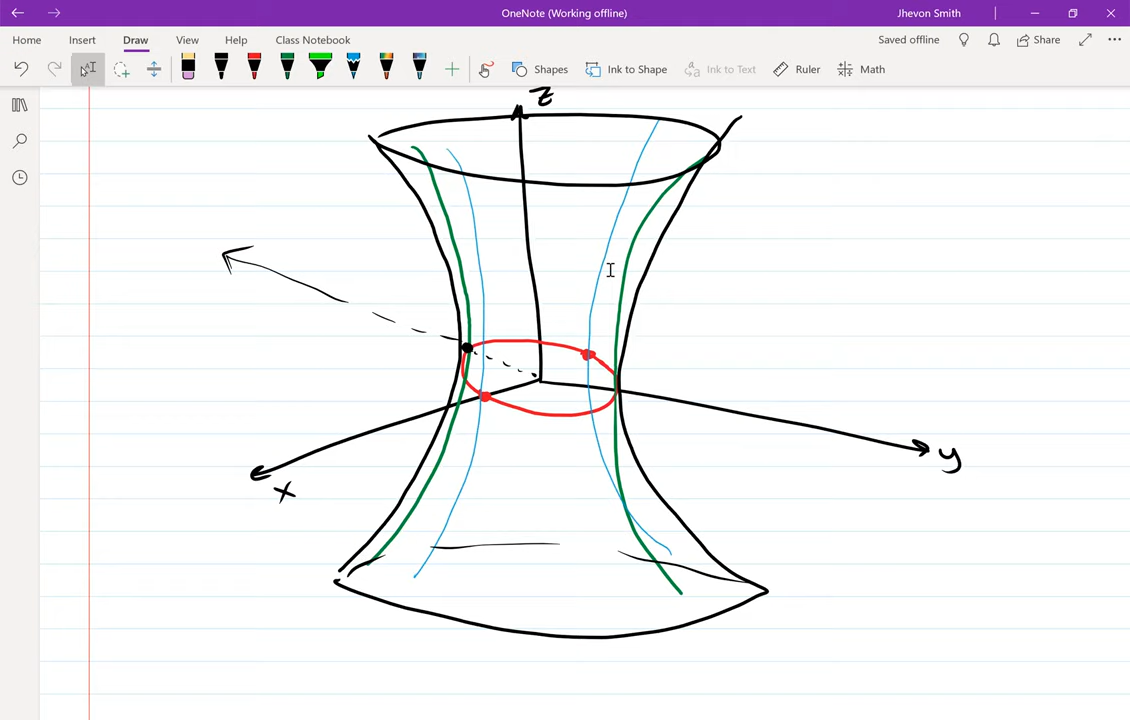 OneNote (Working offline)
Jhevon Smith
Home Insert Draw View Help Class Notebook
Saved offline Share
Shapes Ink to Shape Ink to Text Ruler Math
z
y
x